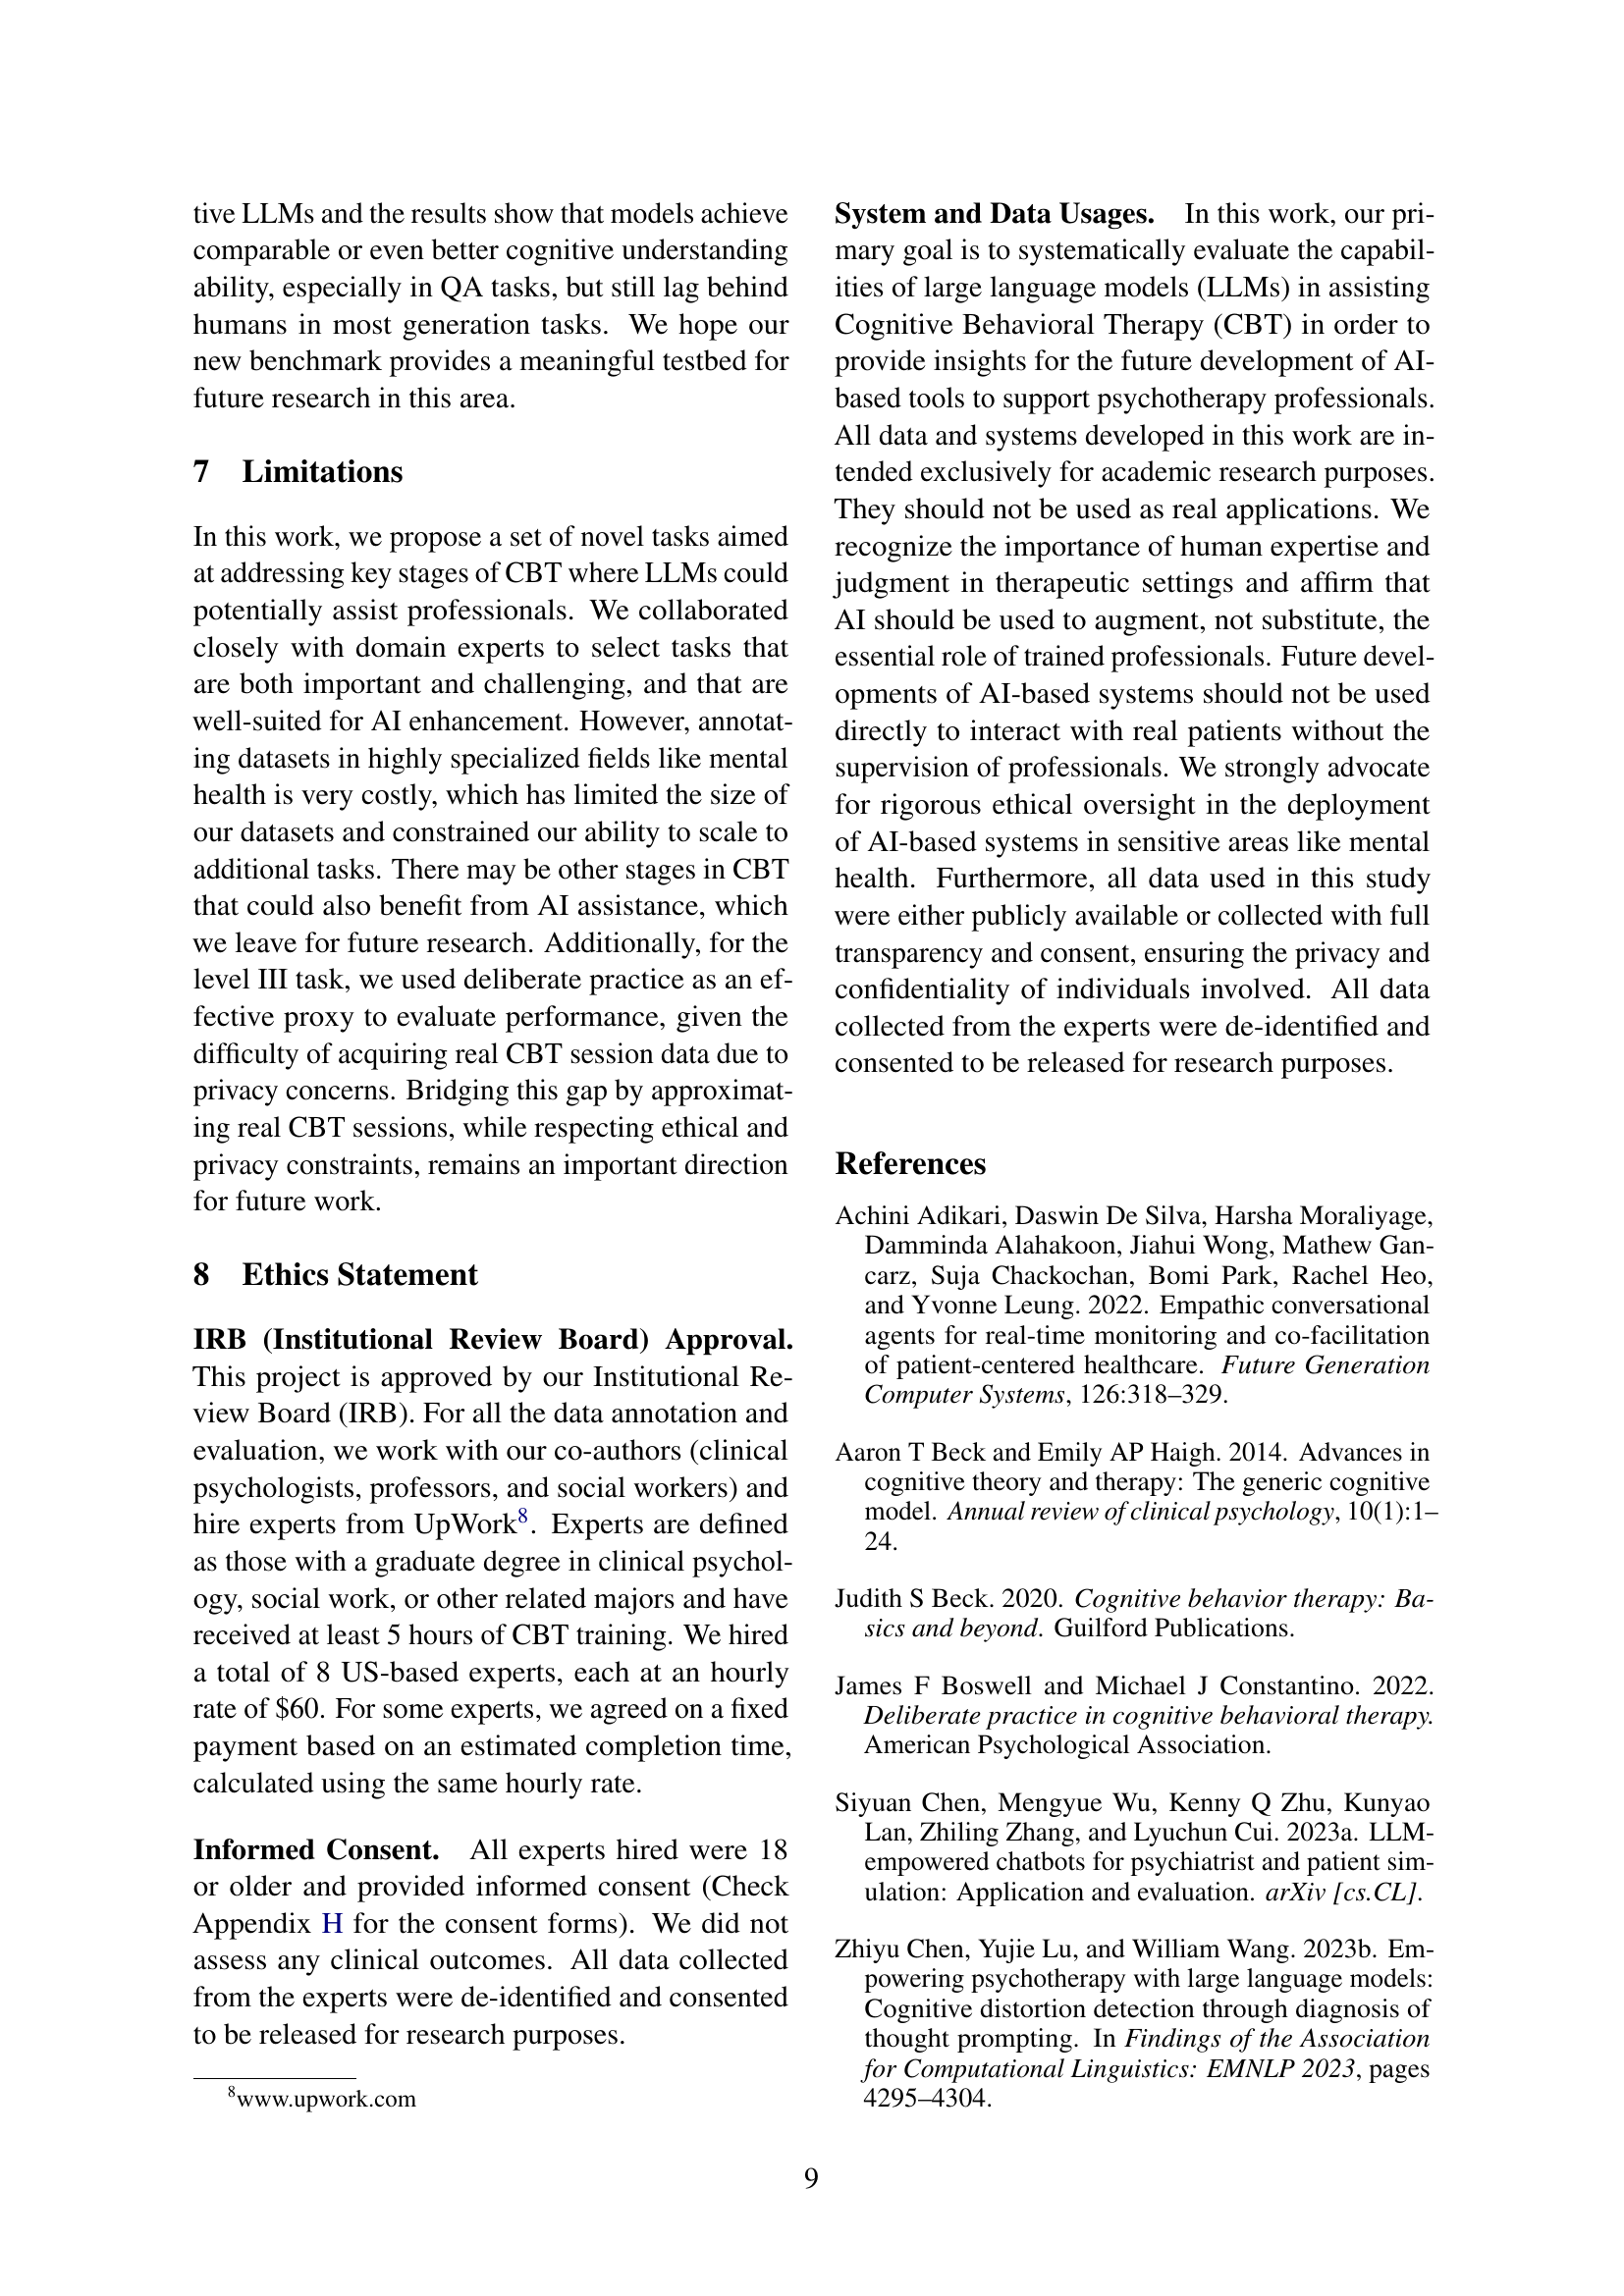 tive LLMs and the results show that models achieve
comparable or even better cognitive understanding
ability, especially in QA tasks, but still lag behind
humans in most generation tasks. We hope our
new benchmark provides a meaningful testbed for
future research in this area.
7 Limitations
In this work, we propose a set of novel tasks aimed
at addressing key stages of CBT where LLMs could
potentially assist professionals. We collaborated
closely with domain experts to select tasks that
are both important and challenging, and that are
well-suited for AI enhancement. However, annotat-
ing datasets in highly specialized fields like mental
health is very costly, which has limited the size of
our datasets and constrained our ability to scale to
additional tasks. There may be other stages in CBT
that could also benefit from AI assistance, which
we leave for future research. Additionally, for the
level III task, we used deliberate practice as an ef-
fective proxy to evaluate performance, given the
difficulty of acquiring real CBT session data due to
privacy concerns. Bridging this gap by approximat-
ing real CBT sessions, while respecting ethical and
privacy constraints, remains an important direction
for future work.
8 Ethics Statement
IRB (Institutional Review Board) Approval.
This project is approved by our Institutional Re-
view Board (IRB). For all the data annotation and
evaluation, we work with our co-authors (clinical
psychologists, professors, and social workers) and
hire experts from UpWork8. Experts are defined
as those with a graduate degree in clinical psychol-
ogy, social work, or other related majors and have
received at least 5 hours of CBT training. We hired
a total of 8 US-based experts, each at an hourly
rate of $60. For some experts, we agreed on a fixed
payment based on an estimated completion time,
calculated using the same hourly rate.
Informed Consent. All experts hired were 18
or older and provided informed consent (Check
Appendix H for the consent forms). We did not
assess any clinical outcomes. All data collected
from the experts were de-identified and consented
to be released for research purposes.
8www.upwork.com
System and Data Usages. In this work, our pri-
mary goal is to systematically evaluate the capabil-
ities of large language models (LLMs) in assisting
Cognitive Behavioral Therapy (CBT) in order to
provide insights for the future development of AI-
based tools to support psychotherapy professionals.
All data and systems developed in this work are in-
tended exclusively for academic research purposes.
They should not be used as real applications. We
recognize the importance of human expertise and
judgment in therapeutic settings and affirm that
AI should be used to augment, not substitute, the
essential role of trained professionals. Future devel-
opments of AI-based systems should not be used
directly to interact with real patients without the
supervision of professionals. We strongly advocate
for rigorous ethical oversight in the deployment
of AI-based systems in sensitive areas like mental
health. Furthermore, all data used in this study
were either publicly available or collected with full
transparency and consent, ensuring the privacy and
confidentiality of individuals involved. All data
collected from the experts were de-identified and
consented to be released for research purposes.
References
Achini Adikari, Daswin De Silva, Harsha Moraliyage,
Damminda Alahakoon, Jiahui Wong, Mathew Gan-
carz, Suja Chackochan, Bomi Park, Rachel Heo,
and Yvonne Leung. 2022. Empathic conversational
agents for real-time monitoring and co-facilitation
of patient-centered healthcare. Future Generation
Computer Systems, 126:318–329.
Aaron T Beck and Emily AP Haigh. 2014. Advances in
cognitive theory and therapy: The generic cognitive
model. Annual review of clinical psychology, 10(1):1–
24.
Judith S Beck. 2020. Cognitive behavior therapy: Ba-
sics and beyond. Guilford Publications.
James F Boswell and Michael J Constantino. 2022.
Deliberate practice in cognitive behavioral therapy.
American Psychological Association.
Siyuan Chen, Mengyue Wu, Kenny Q Zhu, Kunyao
Lan, Zhiling Zhang, and Lyuchun Cui. 2023a. LLM-
empowered chatbots for psychiatrist and patient sim-
ulation: Application and evaluation. arXiv [cs.CL].
Zhiyu Chen, Yujie Lu, and William Wang. 2023b. Em-
powering psychotherapy with large language models:
Cognitive distortion detection through diagnosis of
thought prompting. In Findings of the Association
for Computational Linguistics: EMNLP 2023, pages
4295–4304.
9